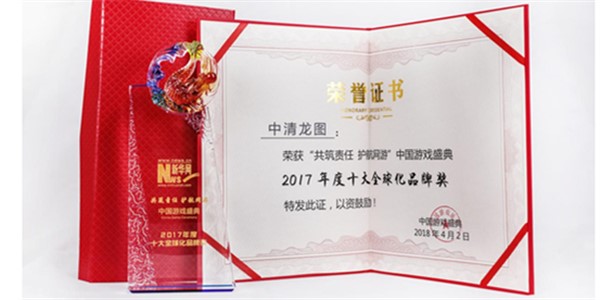 WWW.NEWS.CN
新华网
NEWS
共筑责任 护航网游
中国游戏盛典
2017年度
十大全球化品牌奖
荣誉证书
HONORARY CREDENTIAL
中清龙图：
荣获“共筑责任 护航网游”中国游戏盛典
2017 年度十大全球化品牌奖
特发此证，以资鼓励！
中国游戏盛典
2018 年 4 月 2 日